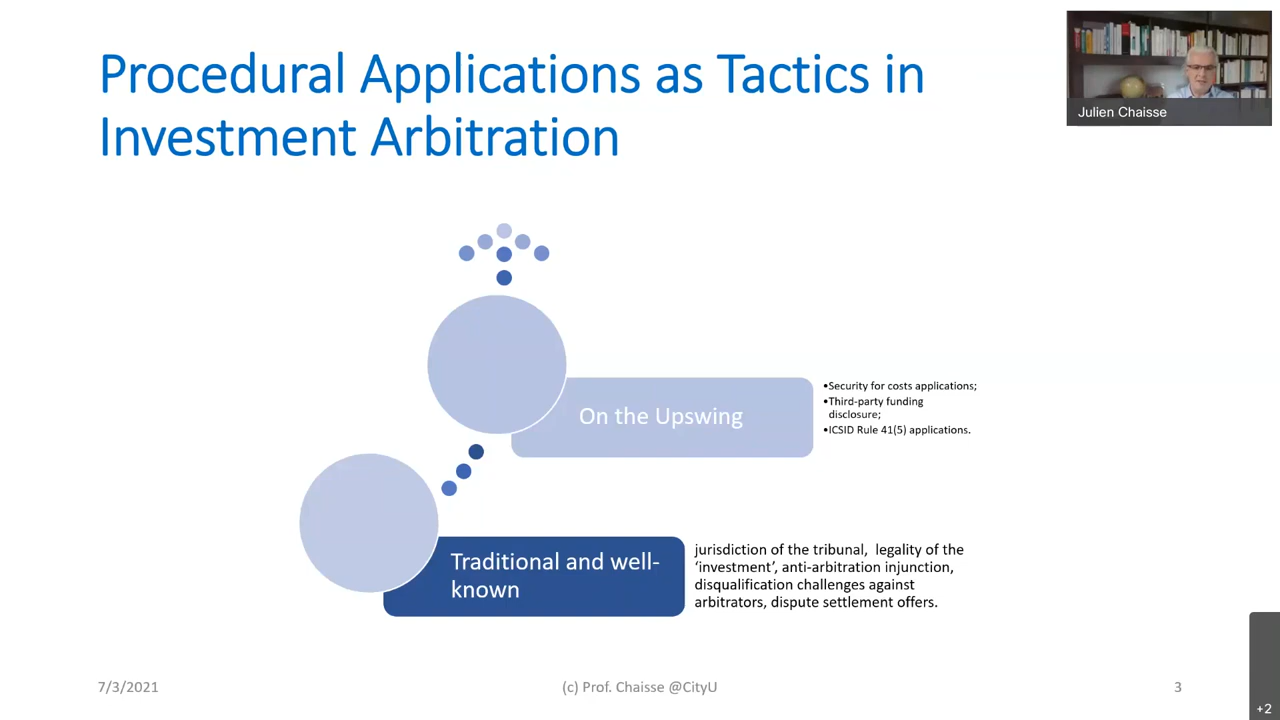 Procedural Applications as Tactics in
Investment Arbitration
Julien Chaisse
On the Upswing
•Security for costs applications;
•Third-party funding
disclosure;
•ICSID Rule 41(5) applications.
Traditional and well-
known
jurisdiction of the tribunal, legality of the
‘investment’, anti-arbitration injunction,
disqualification challenges against
arbitrators, dispute settlement offers.
7/3/2021
(c) Prof. Chaisse @CityU
3
+2